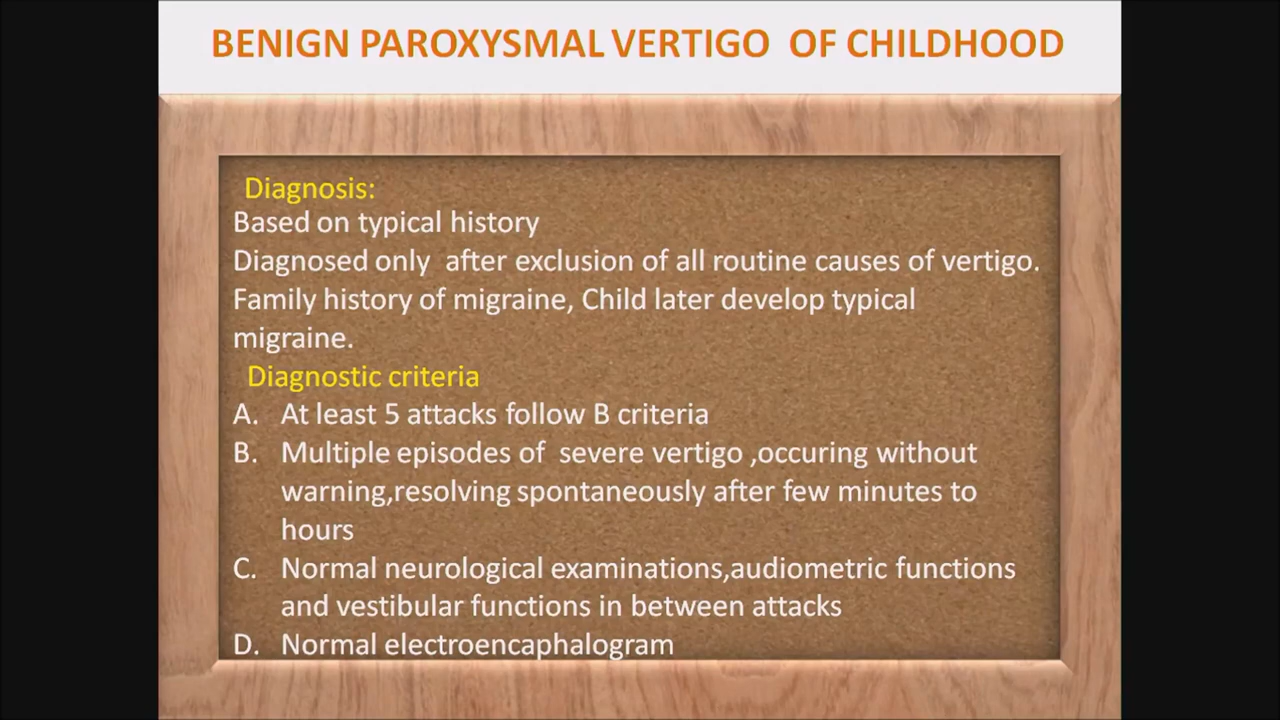 BENIGN PAROXYSMAL VERTIGO OF CHILDHOOD
Diagnosis:
Based on typical history
Diagnosed only after exclusion of all routine causes of vertigo.
Family history of migraine, Child later develop typical
migraine.
Diagnostic criteria
A. At least 5 attacks follow B criteria
B. Multiple episodes of severe vertigo ,occuring without
warning,resolving spontaneously after few minutes to
hours
C. Normal neurological examinations,audiometric functions
and vestibular functions in between attacks
D. Normal electroencaphalogram